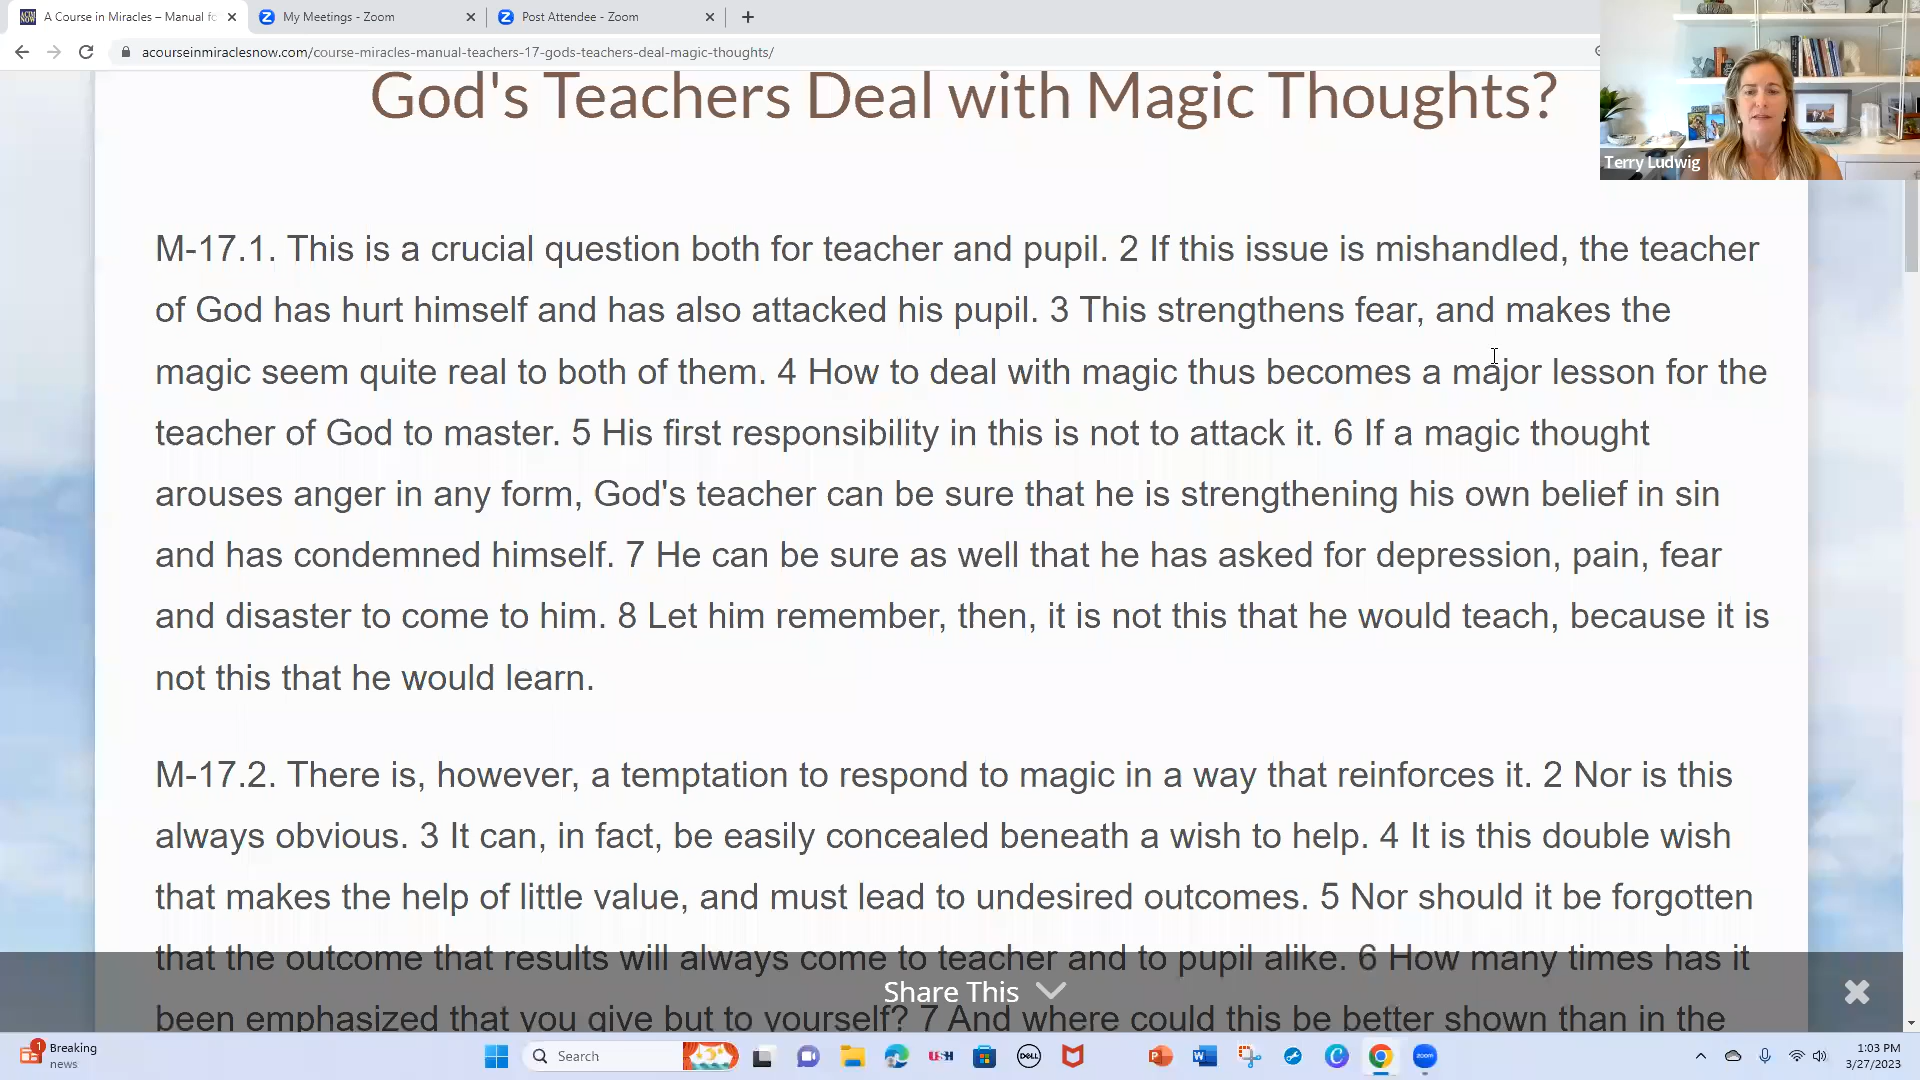 A Course in Miracles – Manual fo
My Meetings - Zoom
Post Attendee - Zoom
acourseinmiraclesnow.com/course-miracles-manual-teachers-17-gods-teachers-deal-magic-thoughts/
God's Teachers Deal with Magic Thoughts?
Terry Ludwig
M-17.1. This is a crucial question both for teacher and pupil. 2 If this issue is mishandled, the teacher
of God has hurt himself and has also attacked his pupil. 3 This strengthens fear, and makes the
magic seem quite real to both of them. 4 How to deal with magic thus becomes a major lesson for the
teacher of God to master. 5 His first responsibility in this is not to attack it. 6 If a magic thought
arouses anger in any form, God's teacher can be sure that he is strengthening his own belief in sin
and has condemned himself. 7 He can be sure as well that he has asked for depression, pain, fear
and disaster to come to him. 8 Let him remember, then, it is not this that he would teach, because it is
not this that he would learn.
M-17.2. There is, however, a temptation to respond to magic in a way that reinforces it. 2 Nor is this
always obvious. 3 It can, in fact, be easily concealed beneath a wish to help. 4 It is this double wish
that makes the help of little value, and must lead to undesired outcomes. 5 Nor should it be forgotten
that the outcome that results will always come to teacher and to pupil alike. 6 How many times has it
Share This
been emphasized that you give but to yourself? 7 And where could this be better shown than in the
1
Breaking
news
Search
USH
DELL
zoom
1:03 PM
3/27/2023